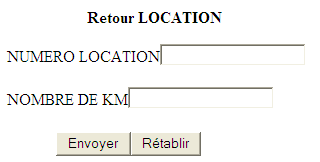 Retour LOCATION
NUMERO LOCATION
NOMBRE DE KM
Envoyer Rétablir